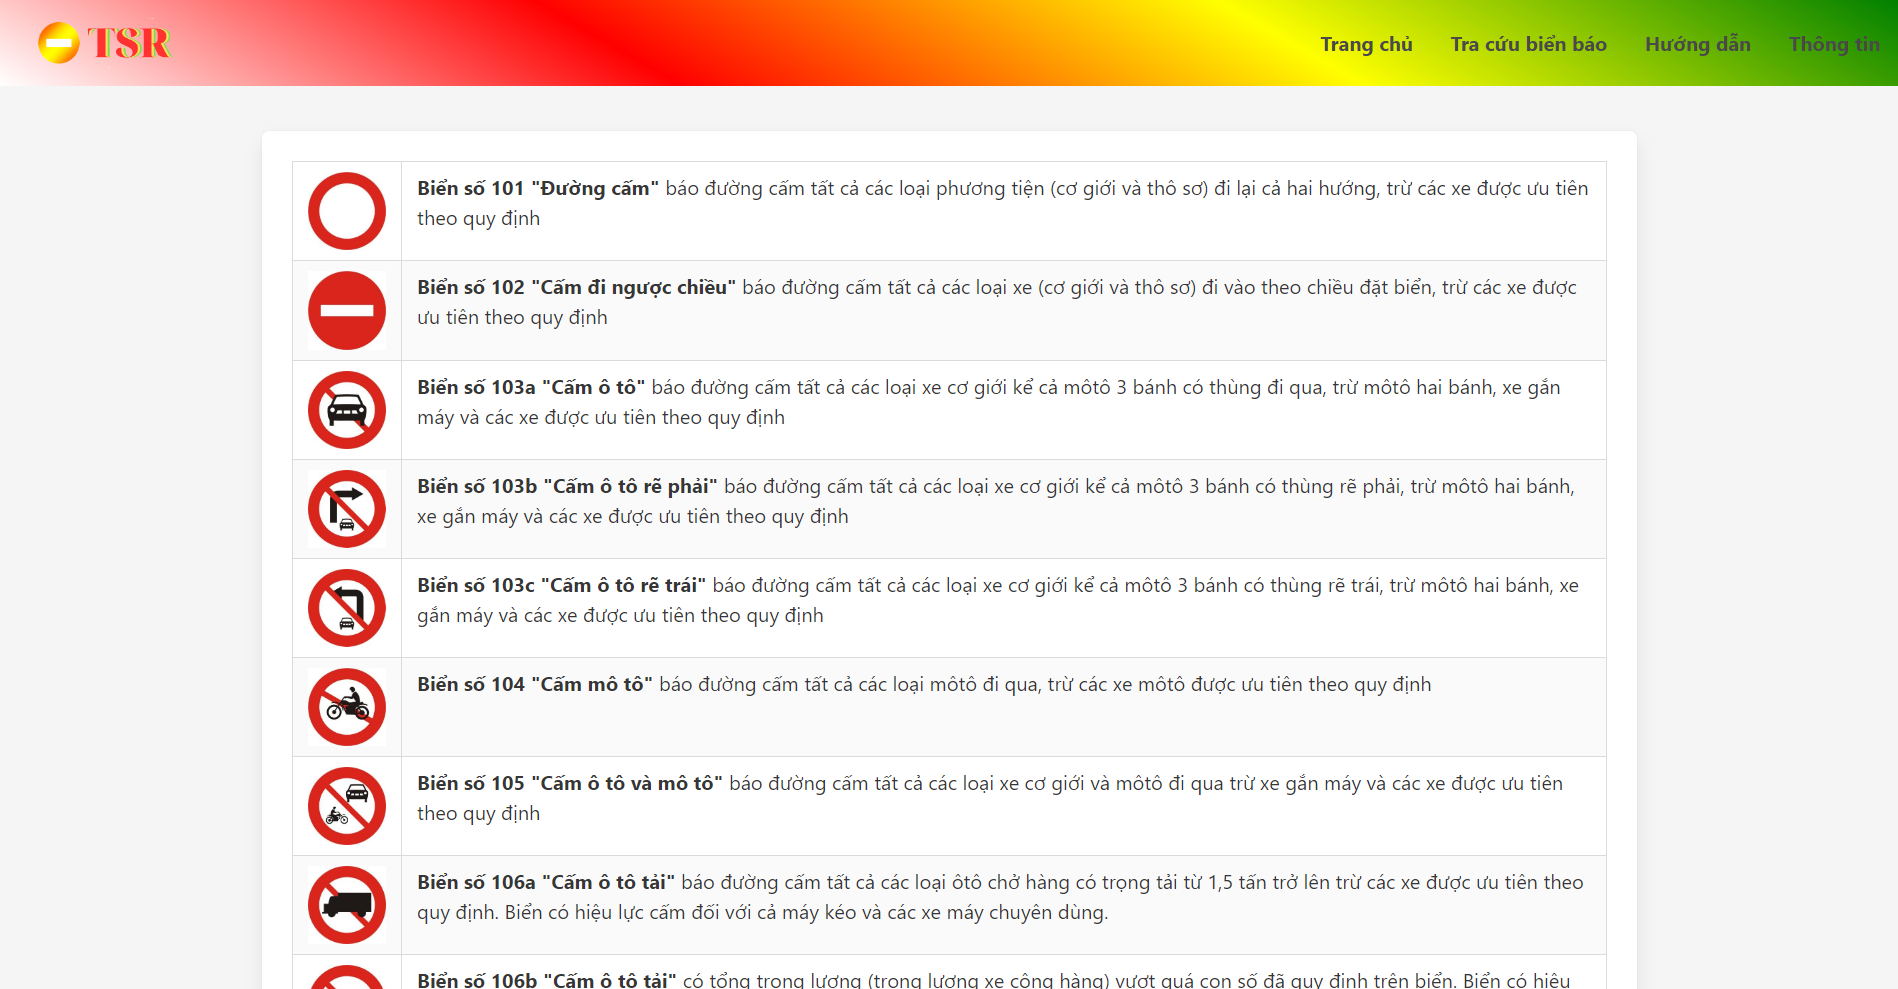 TSR
Trang chủ
Tra cứu biển báo
Hướng dẫn
Thông tin
Biển số 101 "Đường cấm" báo đường cấm tất cả các loại phương tiện (cơ giới và thô sơ) đi lại cả hai hướng, trừ các xe được ưu tiên
theo quy định
Biển số 102 "Cấm đi ngược chiều" báo đường cấm tất cả các loại xe (cơ giới và thô sơ) đi vào theo chiều đặt biển, trừ các xe được
ưu tiên theo quy định
Biển số 103a "Cấm ô tô" báo đường cấm tất cả các loại xe cơ giới kể cả môtô 3 bánh có thùng đi qua, trừ môtô hai bánh, xe gắn
máy và các xe được ưu tiên theo quy định
Biển số 103b "Cấm ô tô rẽ phải" báo đường cấm tất cả các loại xe cơ giới kể cả môtô 3 bánh có thùng rẽ phải, trừ môtô hai bánh,
xe gắn máy và các xe được ưu tiên theo quy định
Biển số 103c "Cấm ô tô rẽ trái" báo đường cấm tất cả các loại xe cơ giới kể cả môtô 3 bánh có thùng rẽ trái, trừ môtô hai bánh, xe
gắn máy và các xe được ưu tiên theo quy định
Biển số 104 "Cấm mô tô" báo đường cấm tất cả các loại môtô đi qua, trừ các xe môtô được ưu tiên theo quy định
Biển số 105 "Cấm ô tô và mô tô" báo đường cấm tất cả các loại xe cơ giới và môtô đi qua trừ xe gắn máy và các xe được ưu tiên
theo quy định
Biển số 106a "Cấm ô tô tải" báo đường cấm tất cả các loại ôtô chở hàng có trọng tải từ 1,5 tấn trở lên trừ các xe được ưu tiên theo
quy định. Biển có hiệu lực cấm đối với cả máy kéo và các xe máy chuyên dùng.
Biển số 106b "Cấm ô tô tải" có tổng trọng lượng (trọng lượng xe cộng hàng) vượt quá con số đã quy định trên biển. Biển có hiệu